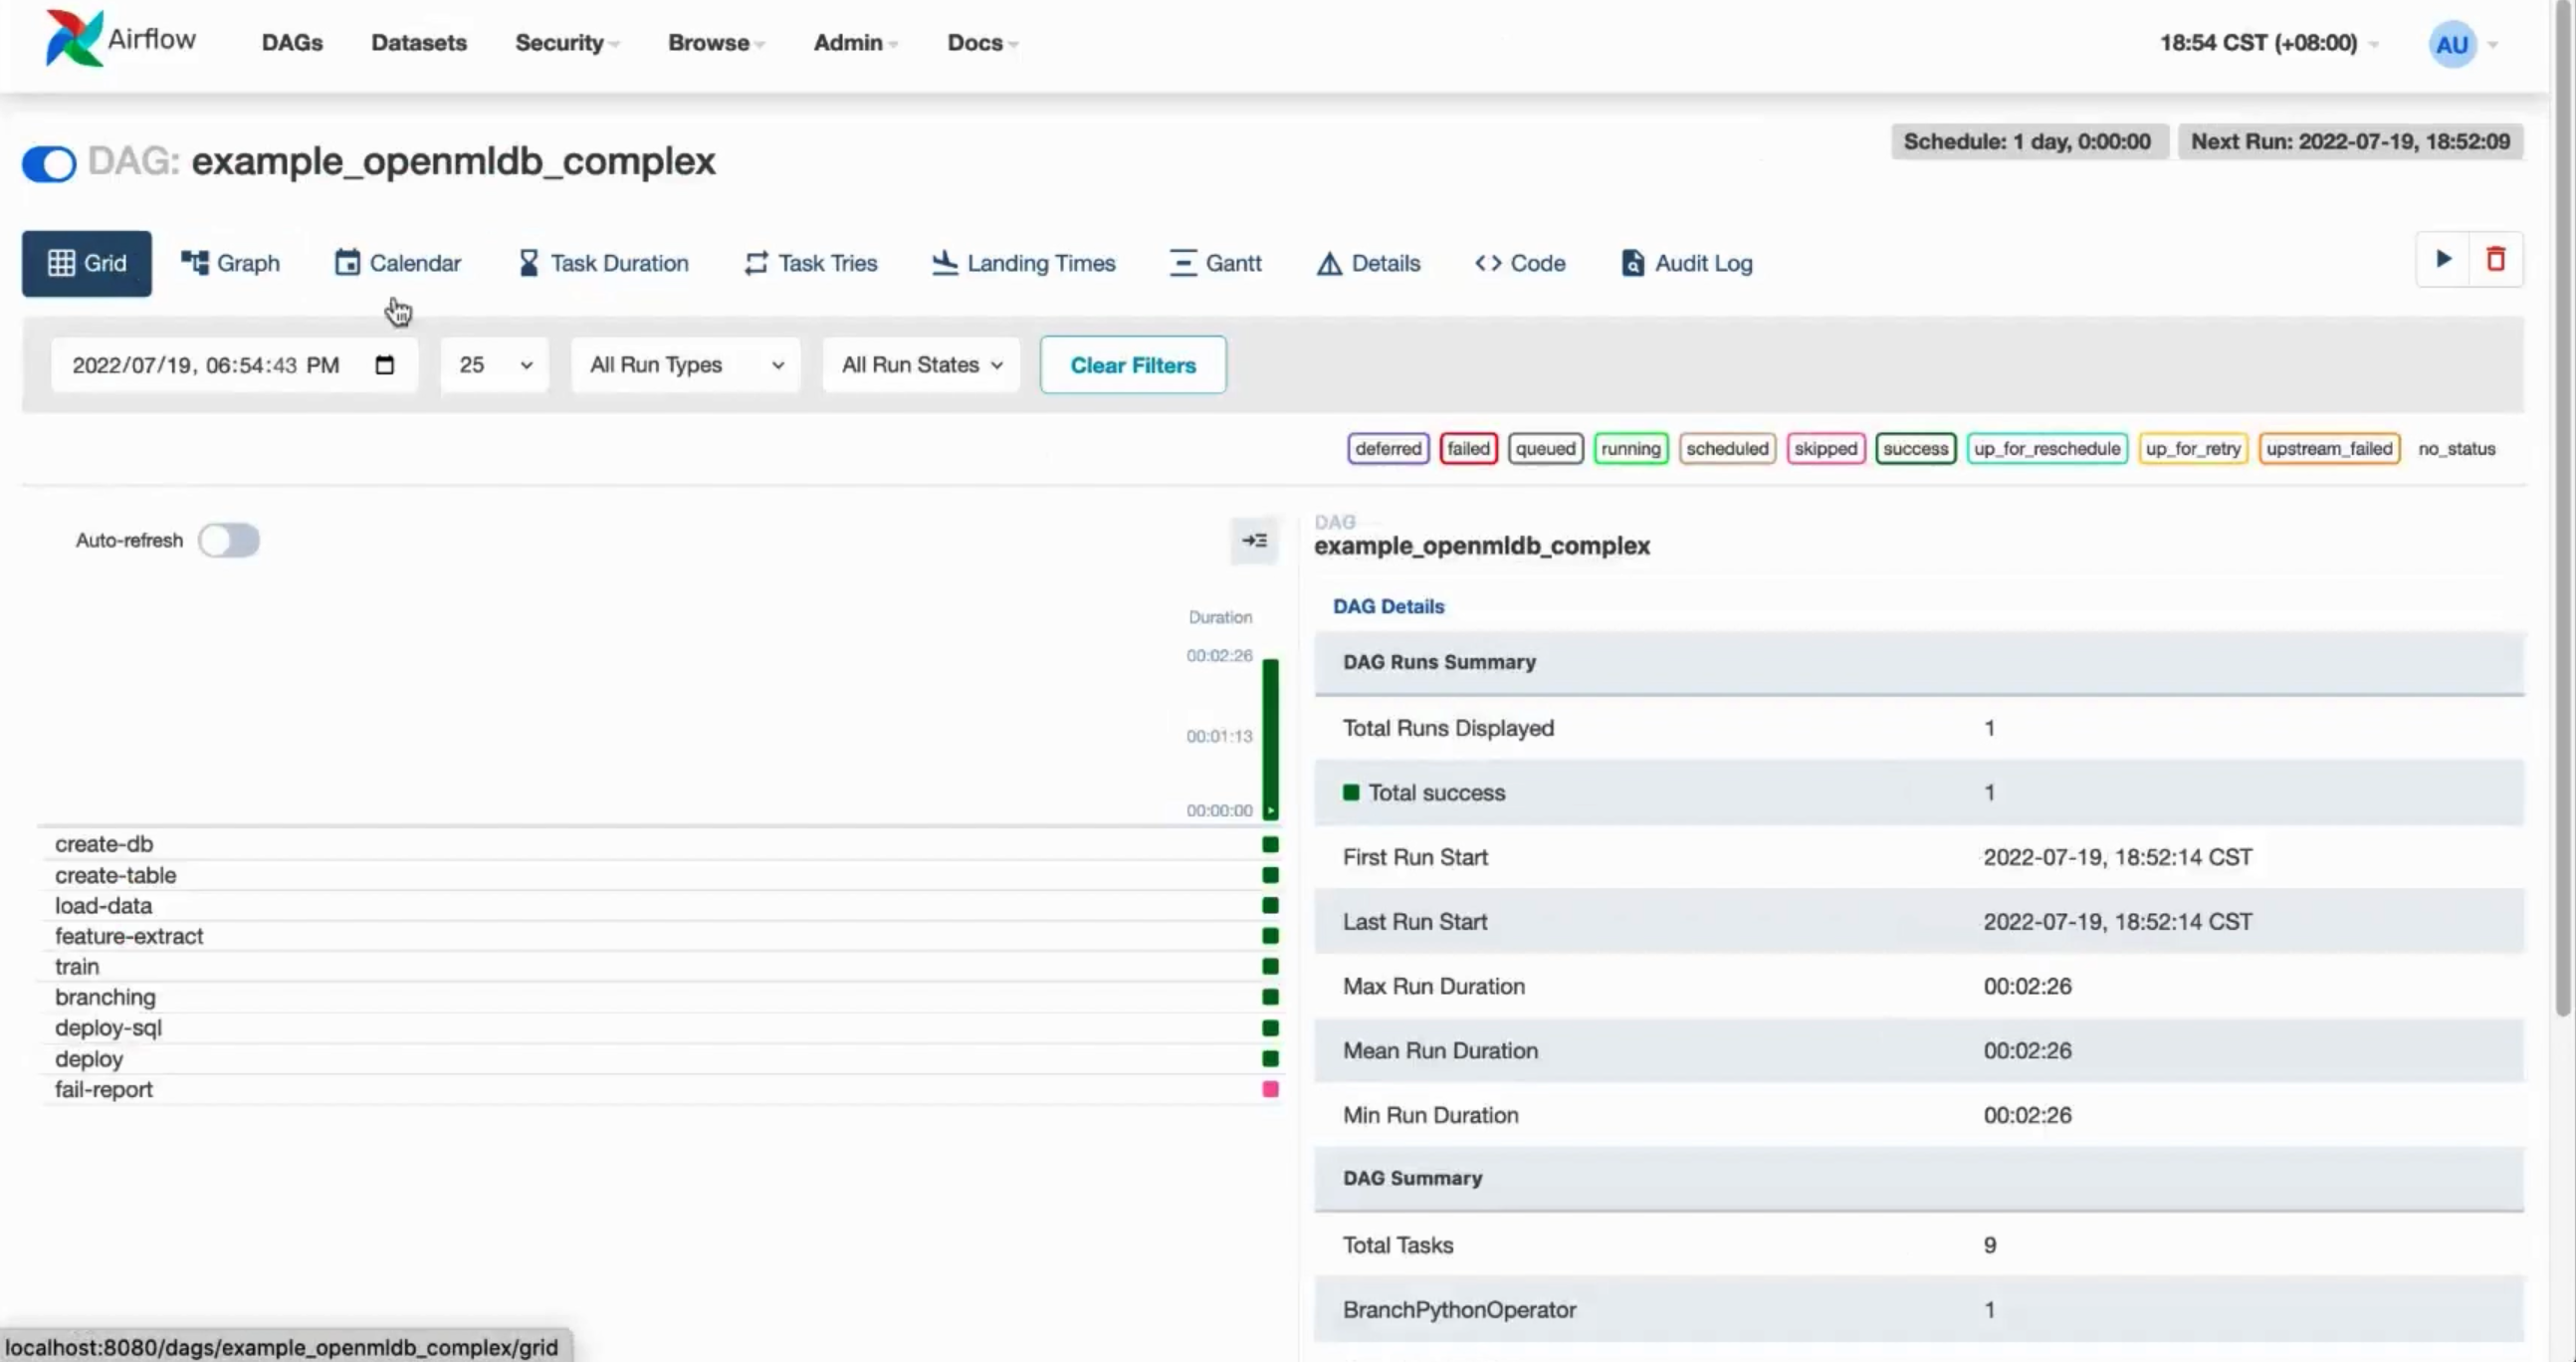 Airflow DAGs Datasets Security Browse Admin Docs 18:54 CST (+08:00) AU
Schedule: 1 day, 0:00:00 Next Run: 2022-07-19, 18:52:09
DAG: example_openmldb_complex
Grid Graph Calendar Task Duration Task Tries Landing Times Gantt Details <> Code Audit Log
2022/07/19, 06:54:43 PM 25 All Run Types All Run States Clear Filters
deferred failed queued running scheduled skipped success up_for_reschedule up_for_retry upstream_failed no_status
Auto-refresh
Duration
00:02:26
00:01:13
00:00:00
create-db
create-table
load-data
feature-extract
train
branching
deploy-sql
deploy
fail-report
DAG
example_openmldb_complex
DAG Details
DAG Runs Summary
Total Runs Displayed 1
Total success 1
First Run Start 2022-07-19, 18:52:14 CST
Last Run Start 2022-07-19, 18:52:14 CST
Max Run Duration 00:02:26
Mean Run Duration 00:02:26
Min Run Duration 00:02:26
DAG Summary
Total Tasks 9
BranchPythonOperator 1
localhost:8080/dags/example_openmldb_complex/grid